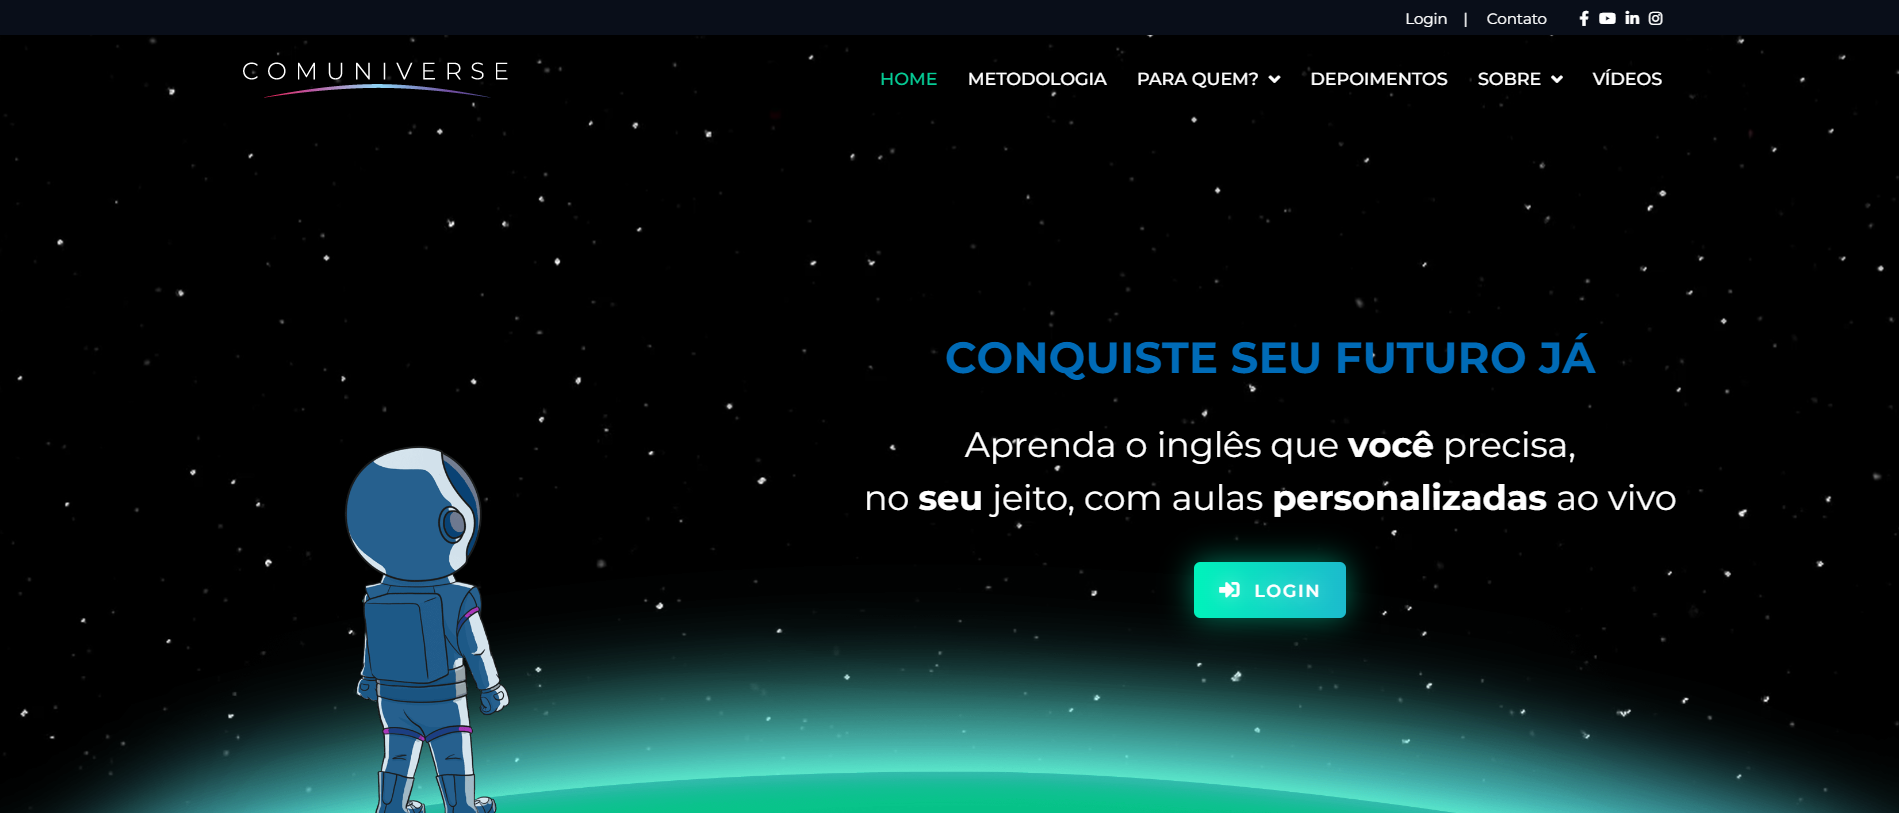 Login | Contato
COMUNIVERSE
HOME METODOLOGIA PARA QUEM? DEPOIMENTOS SOBRE VÍDEOS
CONQUISTE SEU FUTURO JÁ
Aprenda o inglês que você precisa,
no seu jeito, com aulas personalizadas ao vivo
LOGIN